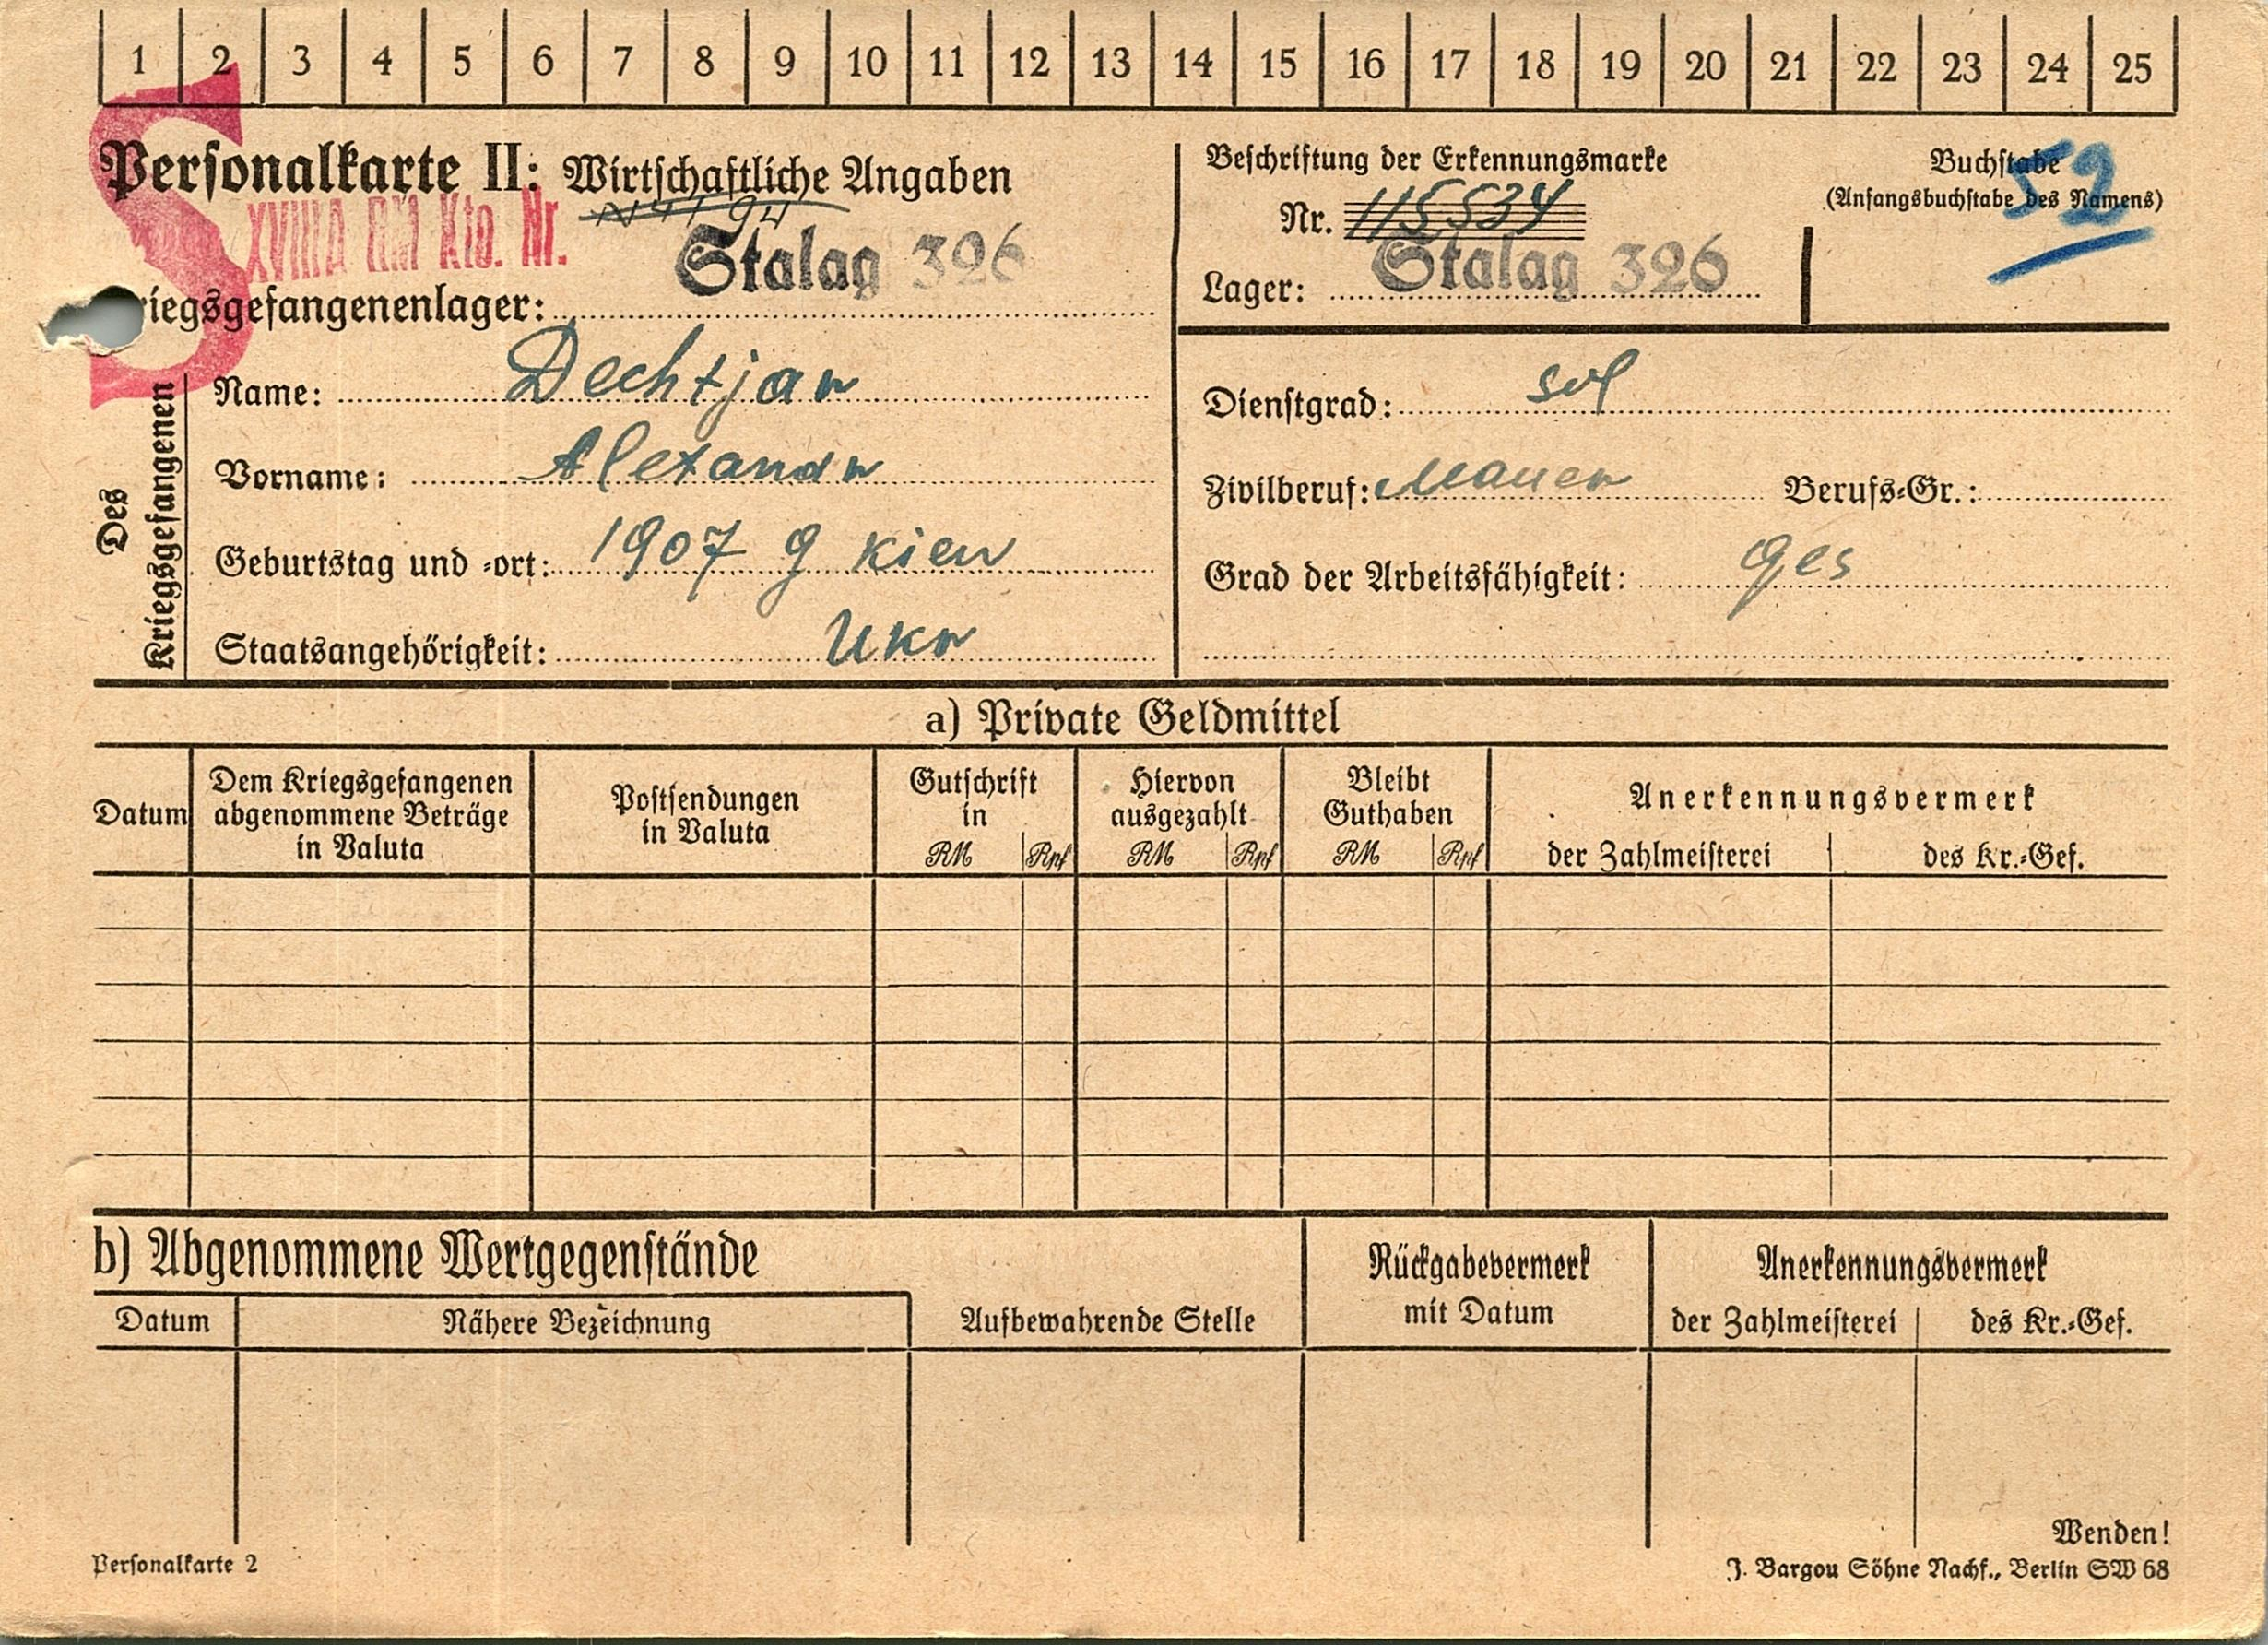 1 2 3 4 5 6 7 8 9 10 11 12 13 14 15 16 17 18 19 20 21 22 23 24 25
S
Personalkarte II: Wirtschaftliche Angaben
XVIIIA RM Kto. Nr.
Stalag 326
riegsgefangenenlager:
Des Kriegsgefangenen
Name: Dechtjar
Vorname: Alexandr
Geburtstag und -ort: 1907 g Kiew
Staatsangehörigkeit: Ukr
Beschriftung der Erkennungsmarke
Nr. 115534
Lager: Stalag 326
Buchstabe
(Anfangsbuchstabe des Namens)
52
Dienstgrad: sol
Zivilberuf: Mauer Berufs-Gr.:
Grad der Arbeitsfähigkeit: ges
a) Private Geldmittel
Datum
Dem Kriegsgefangenen
abgenommene Beträge
in Valuta
Postsendungen
in Valuta
Gutschrift
in
RM Rpf
Hiervon
ausgezahlt
RM Rpf
Bleibt
Guthaben
RM Rpf
Anerkennungsvermerk
der Zahlmeisterei des Kr.-Gef.
b) Abgenommene Wertgegenstände
Datum Nähere Bezeichnung
Aufbewahrende Stelle
Rückgabevermerk
mit Datum
Anerkennungsvermerk
der Zahlmeisterei des Kr.-Gef.
Wenden!
Personalkarte 2
J. Bargou Söhne Nachf., Berlin SW 68